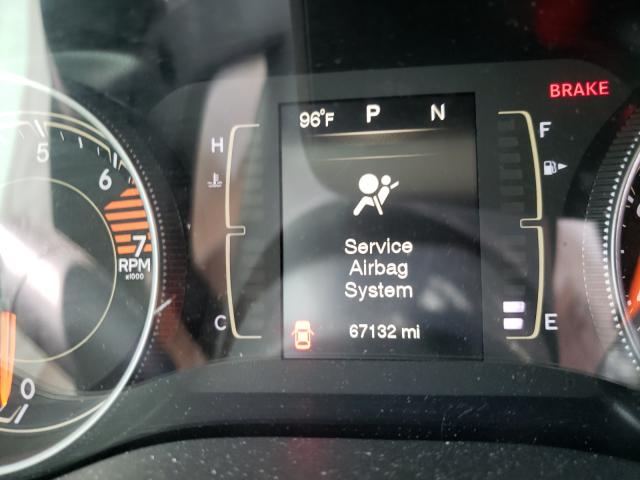 BRAKE
96°F P N
H
F
5
6
7
RPM
x1000
Service
Airbag
System
C
E
67132 mi
0